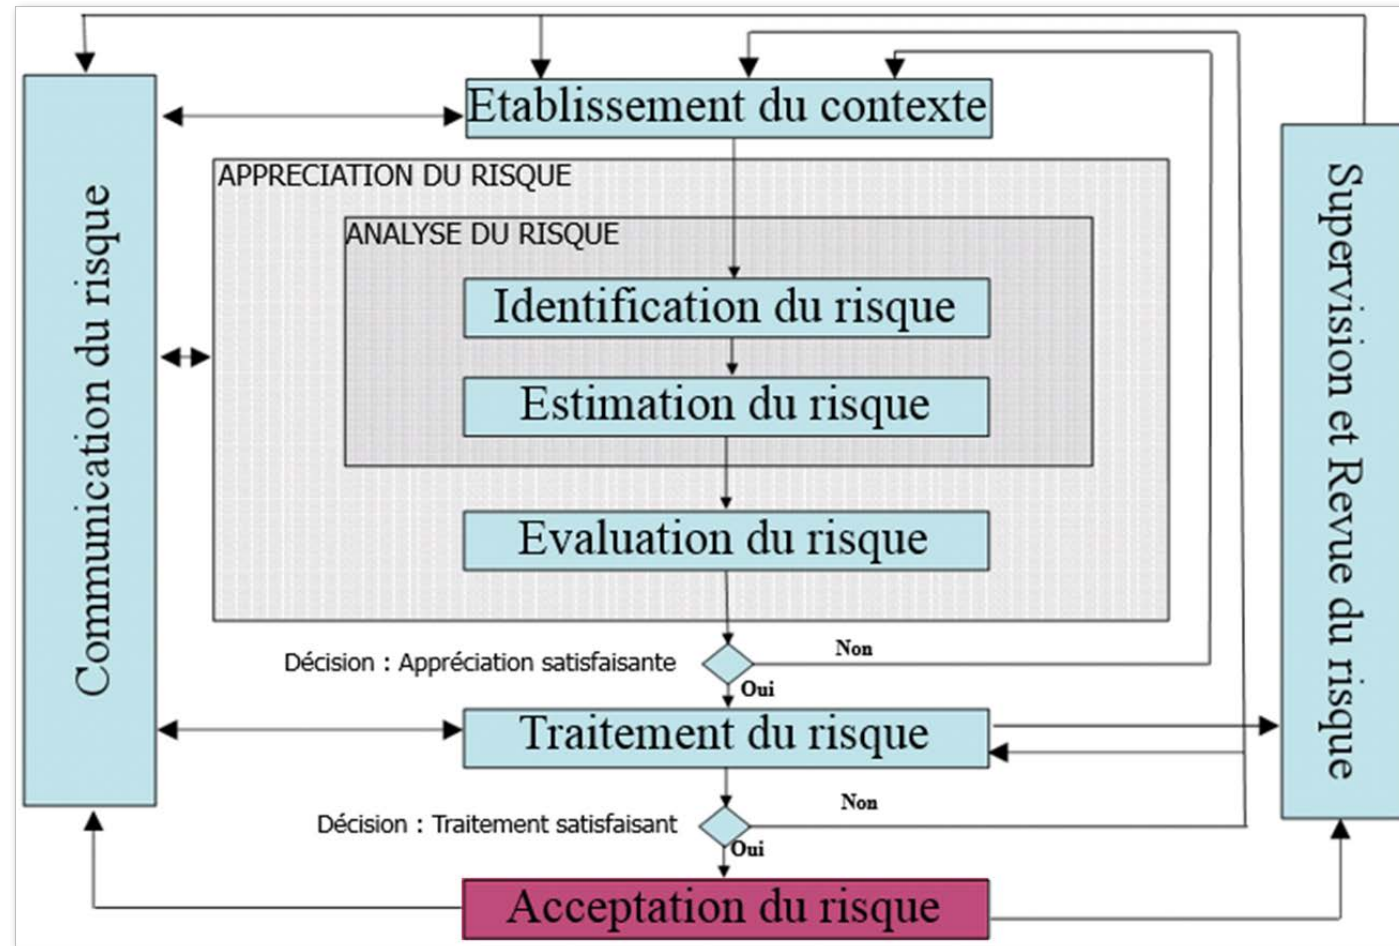 Etablissement du contexte
APPRECIATION DU RISQUE
ANALYSE DU RISQUE
Identification du risque
Estimation du risque
Evaluation du risque
Décision : Appréciation satisfaisante
Non
Oui
Traitement du risque
Non
Décision : Traitement satisfaisant
Oui
Acceptation du risque
Communication du risque
Supervision et Revue du risque